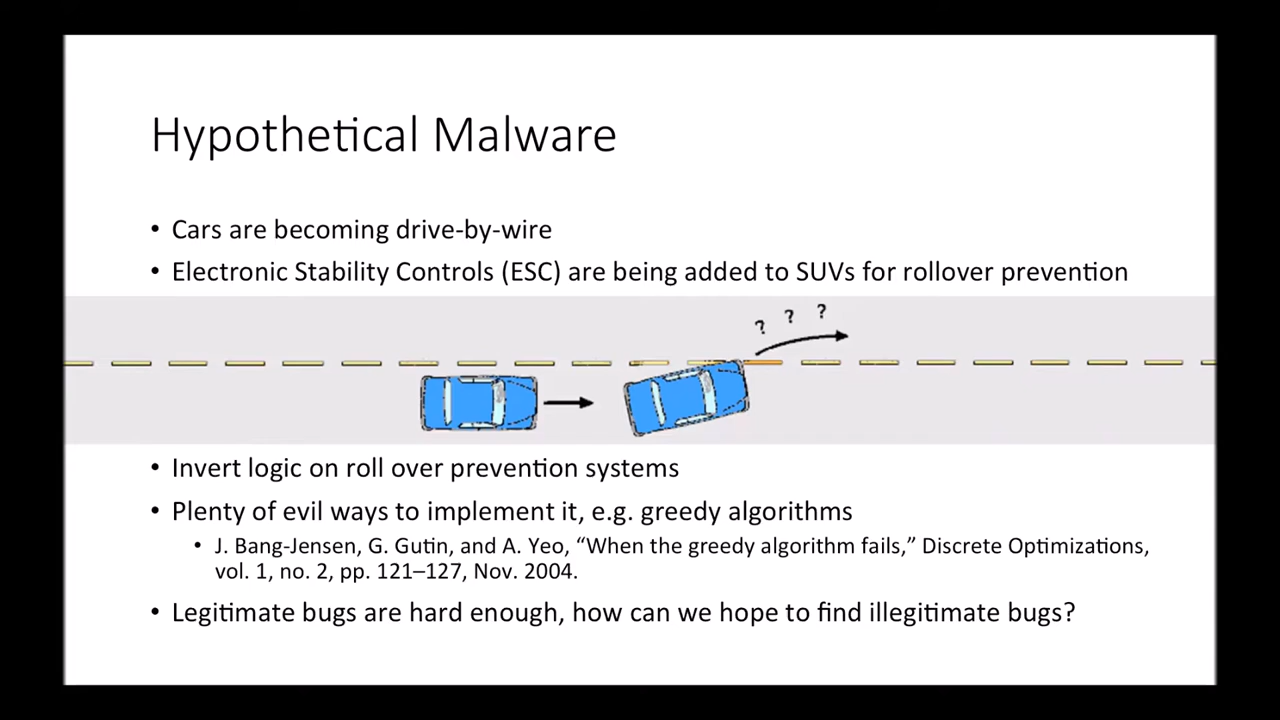 Hypothetical Malware
• Cars are becoming drive-by-wire
• Electronic Stability Controls (ESC) are being added to SUVs for rollover prevention
? ? ?
• Invert logic on roll over prevention systems
• Plenty of evil ways to implement it, e.g. greedy algorithms
• J. Bang-Jensen, G. Gutin, and A. Yeo, “When the greedy algorithm fails,” Discrete Optimizations,
vol. 1, no. 2, pp. 121–127, Nov. 2004.
• Legitimate bugs are hard enough, how can we hope to find illegitimate bugs?